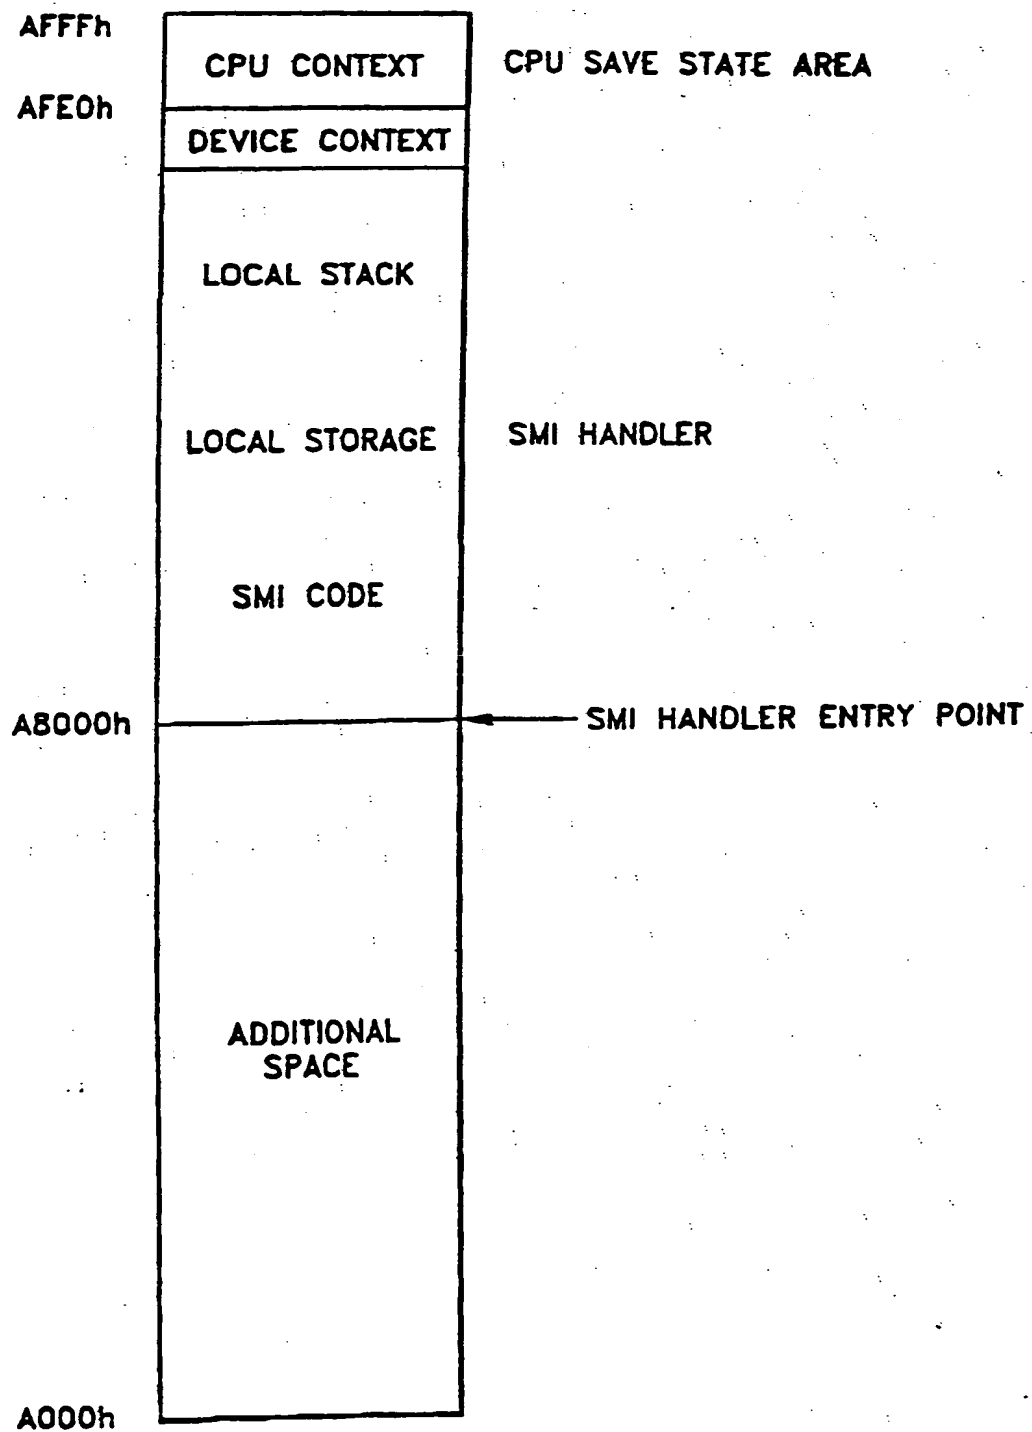 AFFFh
CPU CONTEXT
CPU SAVE STATE AREA
AFE0h
DEVICE CONTEXT
LOCAL STACK
LOCAL STORAGE
SMI HANDLER
SMI CODE
A8000h
SMI HANDLER ENTRY POINT
ADDITIONAL
SPACE
A000h